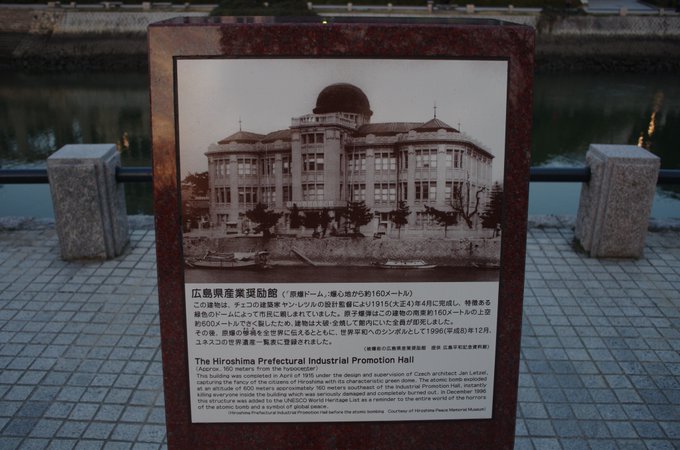 広島県産業奨励館 (「原爆ドーム」:爆心地から約160メートル)
この建物は、チェコの建築家ヤン・レツルの設計監督により1915(大正4)年4月に完成し、特徴ある
緑色のドームによって市民に親しまれていました。原子爆弾はこの建物の南東約160メートルの上空
約600メートルでさく裂したため、建物は大破・全焼して館内にいた全員が即死しました。
その後、原爆の惨禍を全世界に伝えるとともに、世界平和へのシンボルとして1996(平成8)年12月、
ユネスコの世界遺産一覧表に登録されました。
(被爆前の広島県産業奨励館 提供 広島平和記念資料館)
The Hiroshima Prefectural Industrial Promotion Hall
(Approx. 160 meters from the hypocenter)
This building was completed in April of 1915 under the design and supervision of Czech architect Jan Letzel,
capturing the fancy of the citizens of Hiroshima with its characteristic green dome. The atomic bomb exploded
at an altitude of 600 meters approximately 160 meters southeast of the Industrial Promotion Hall, instantly
killing everyone inside the building which was seriously damaged and completely burned out. In December 1996
this structure was added to the UNESCO World Heritage List as a reminder to the entire world of the horrors
of the atomic bomb and a symbol of global peace.
(Hiroshima Prefectural Industrial Promotion Hall before the atomic bombing Courtesy of Hiroshima Peace Memorial Museum)